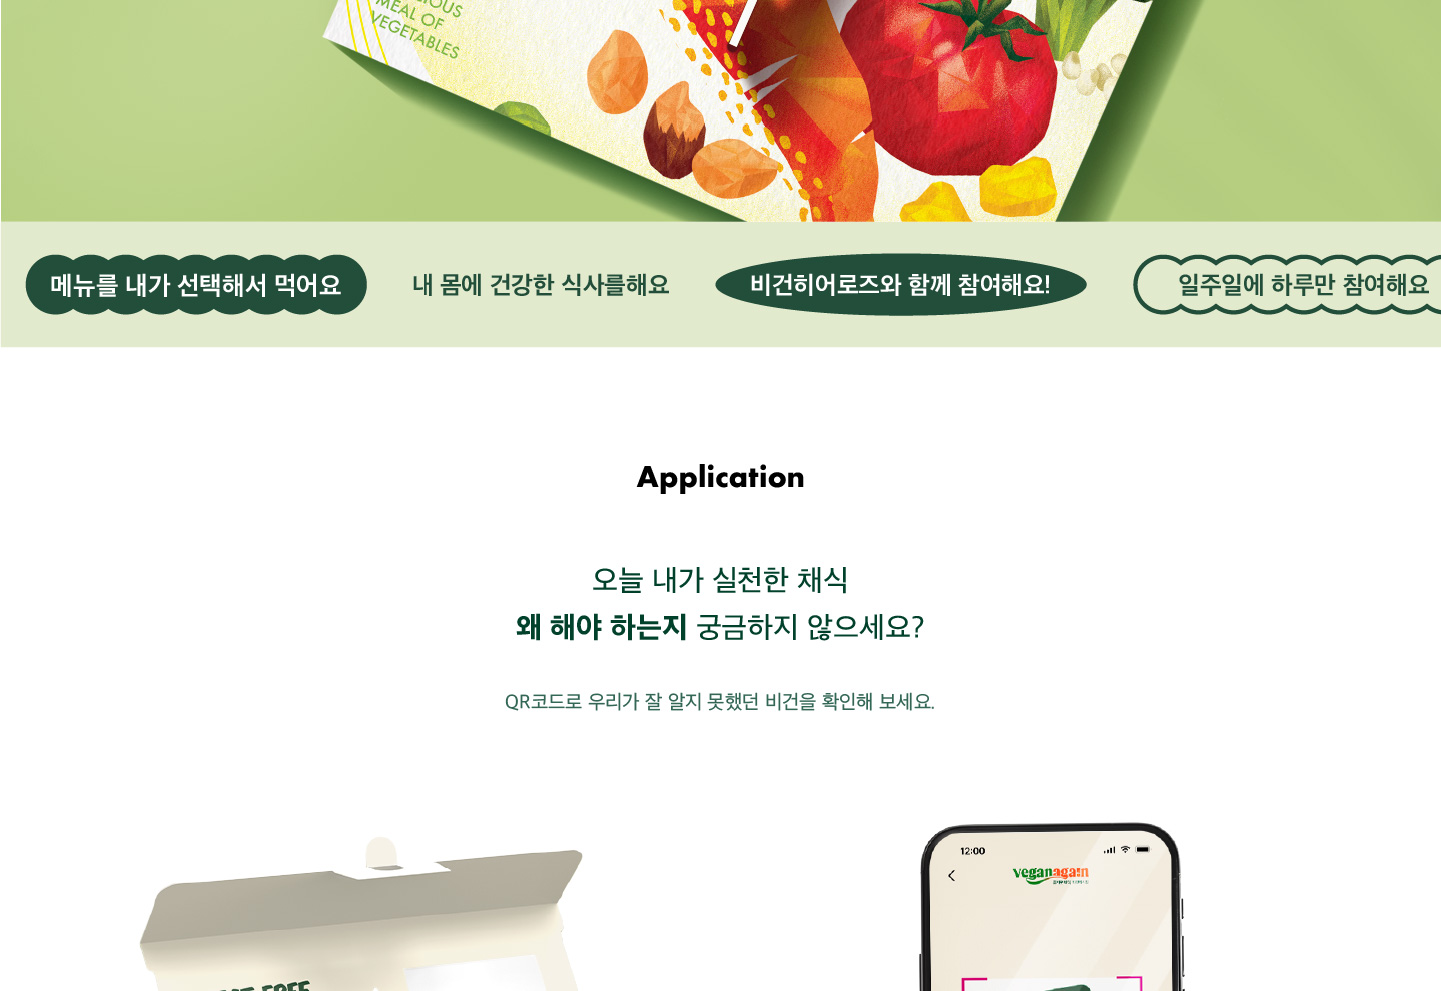 MEAL OF
VEGETABLES
메뉴를 내가 선택해서 먹어요
내 몸에 건강한 식사를해요
비건히어로즈와 함께 참여해요!
일주일에 하루만 참여해요
Application
오늘 내가 실천한 채식
왜 해야 하는지 궁금하지 않으세요?
QR코드로 우리가 잘 알지 못했던 비건을 확인해 보세요.
12:00
veganagain
FREE